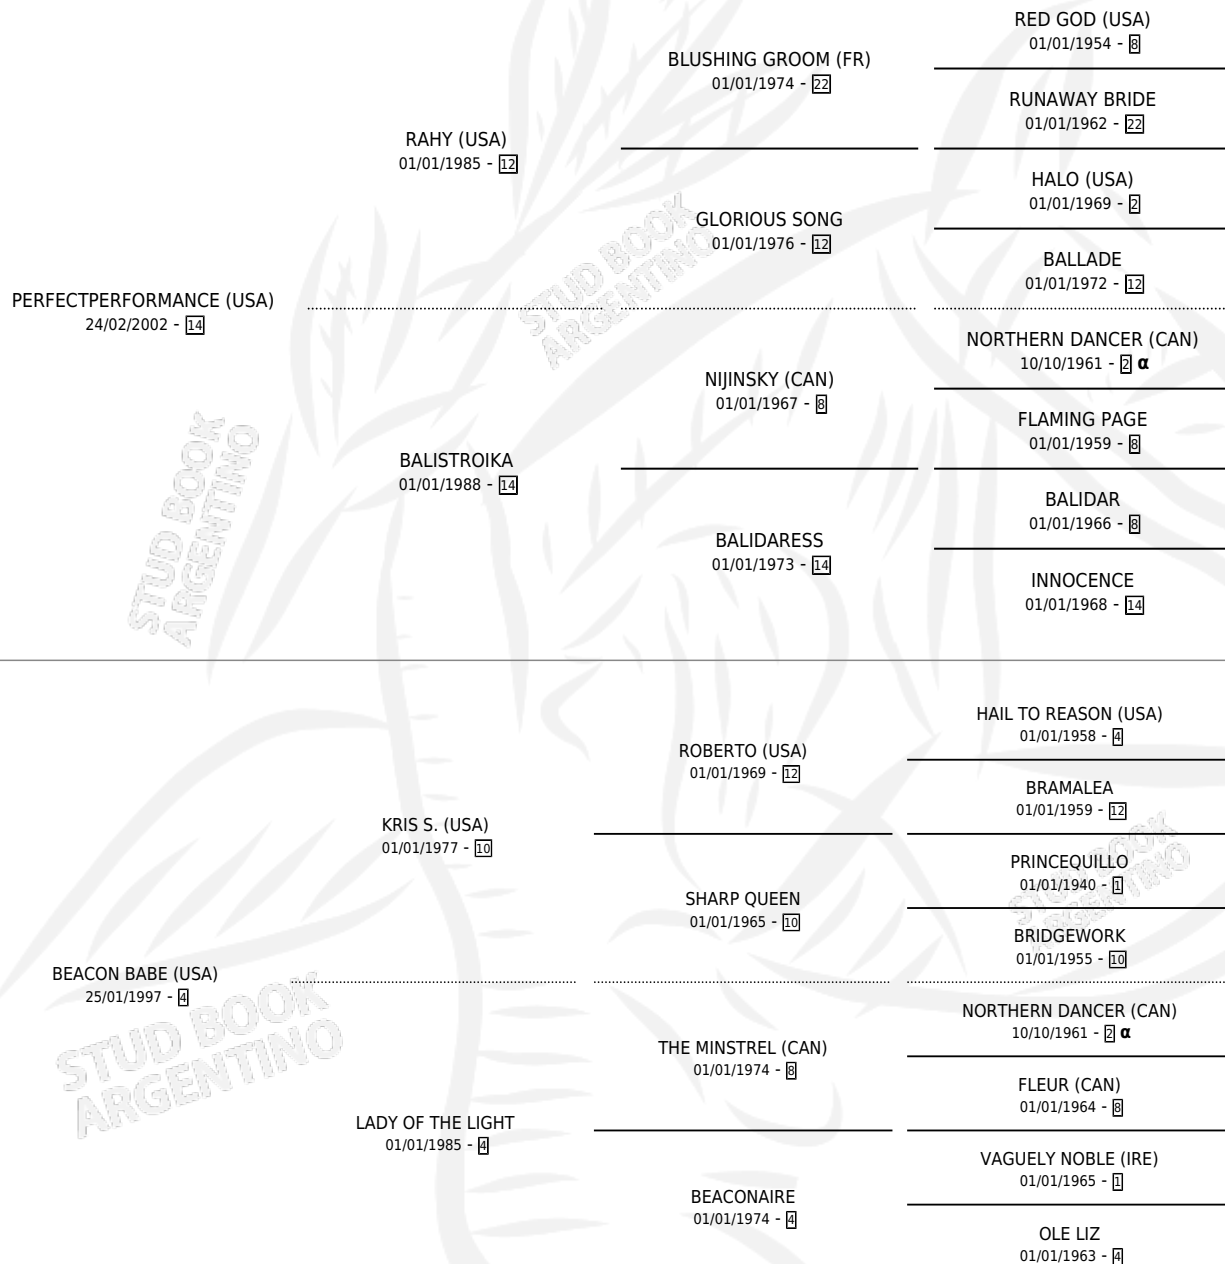 RED GOD (USA)
01/01/1954 - 8
BLUSHING GROOM (FR)
01/01/1974 - 22
RUNAWAY BRIDE
01/01/1962 - 22
RAHY (USA)
01/01/1985 - 12
HALO (USA)
01/01/1969 - 2
GLORIOUS SONG
01/01/1976 - 12
BALLADE
01/01/1972 - 12
STUD BOOK
ARGENTINO
PERFECTPERFORMANCE (USA)
24/02/2002 - 14
NORTHERN DANCER (CAN)
10/10/1961 - 2 α
NIJINSKY (CAN)
01/01/1967 - 8
FLAMING PAGE
01/01/1959 - 8
BALISTROIKA
01/01/1988 - 14
BALIDAR
01/01/1966 - 8
BALIDARESS
01/01/1973 - 14
INNOCENCE
01/01/1968 - 14
STUD BOOK
ARGENTINO
HAIL TO REASON (USA)
01/01/1958 - 4
ROBERTO (USA)
01/01/1969 - 12
BRAMALEA
01/01/1959 - 12
KRIS S. (USA)
01/01/1977 - 10
PRINCEQUILLO
01/01/1940 - 1
SHARP QUEEN
01/01/1965 - 10
BRIDGEWORK
01/01/1955 - 10
STUD BOOK
ARGENTINO
BEACON BABE (USA)
25/01/1997 - 4
NORTHERN DANCER (CAN)
10/10/1961 - 2 α
THE MINSTREL (CAN)
01/01/1974 - 8
FLEUR (CAN)
01/01/1964 - 8
LADY OF THE LIGHT
01/01/1985 - 4
VAGUELY NOBLE (IRE)
01/01/1965 - 1
BEACONAIRE
01/01/1974 - 4
OLE LIZ
01/01/1963 - 4
STUD BOOK
ARGENTINO